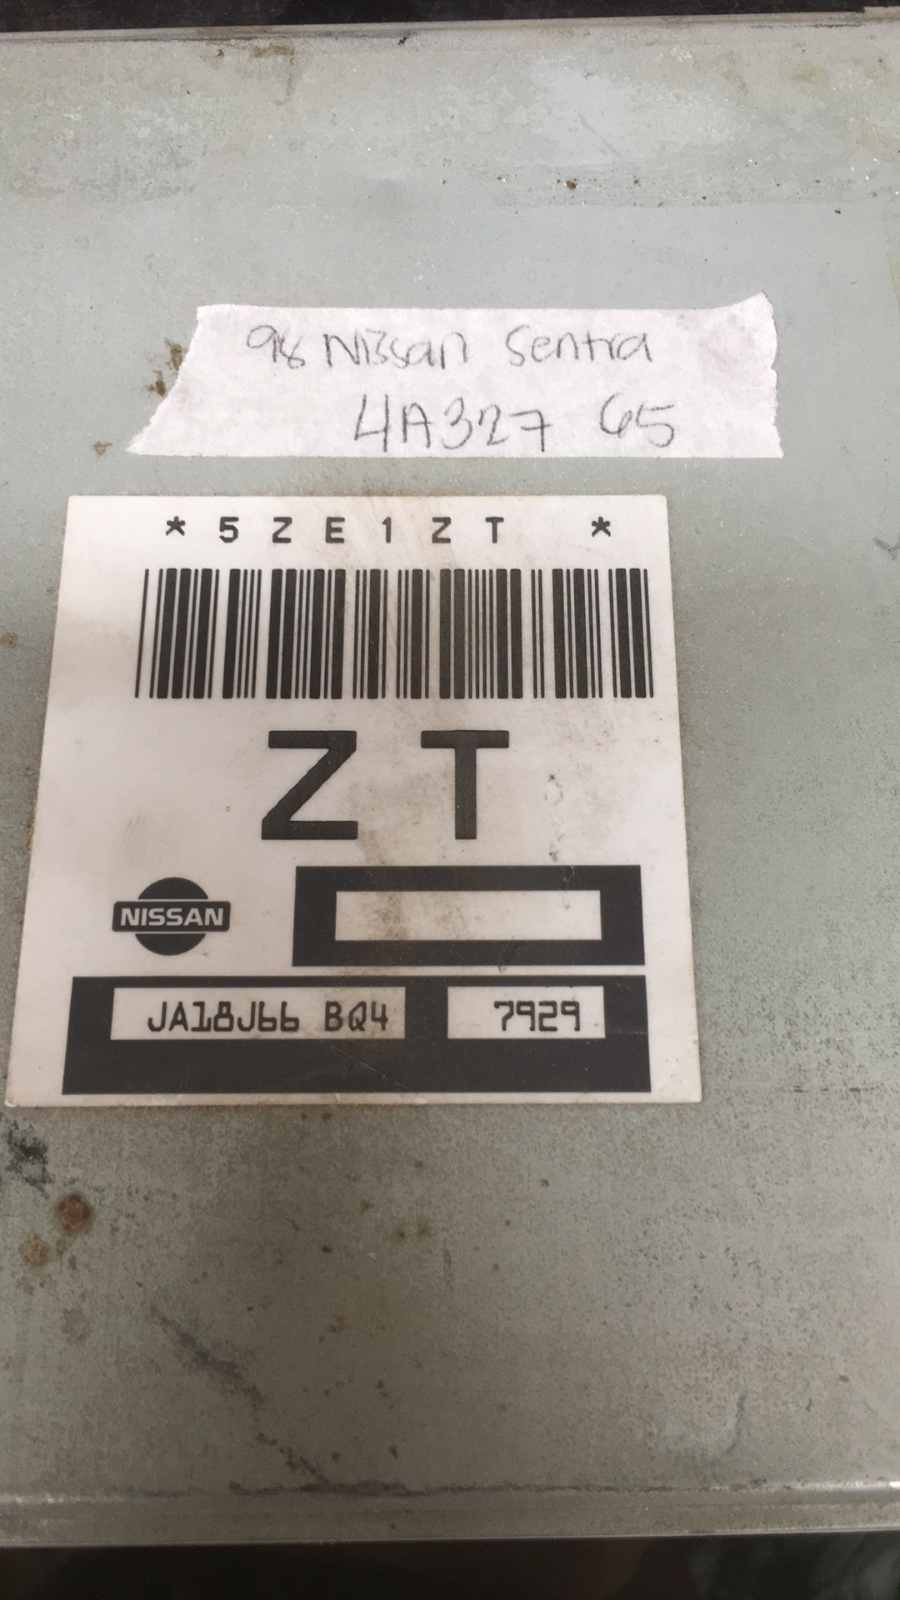 98 Nissan Sentra
4A327 65
* 5 Z E 1 Z T *
Z T
NISSAN
JA18J66 BQ4 7929